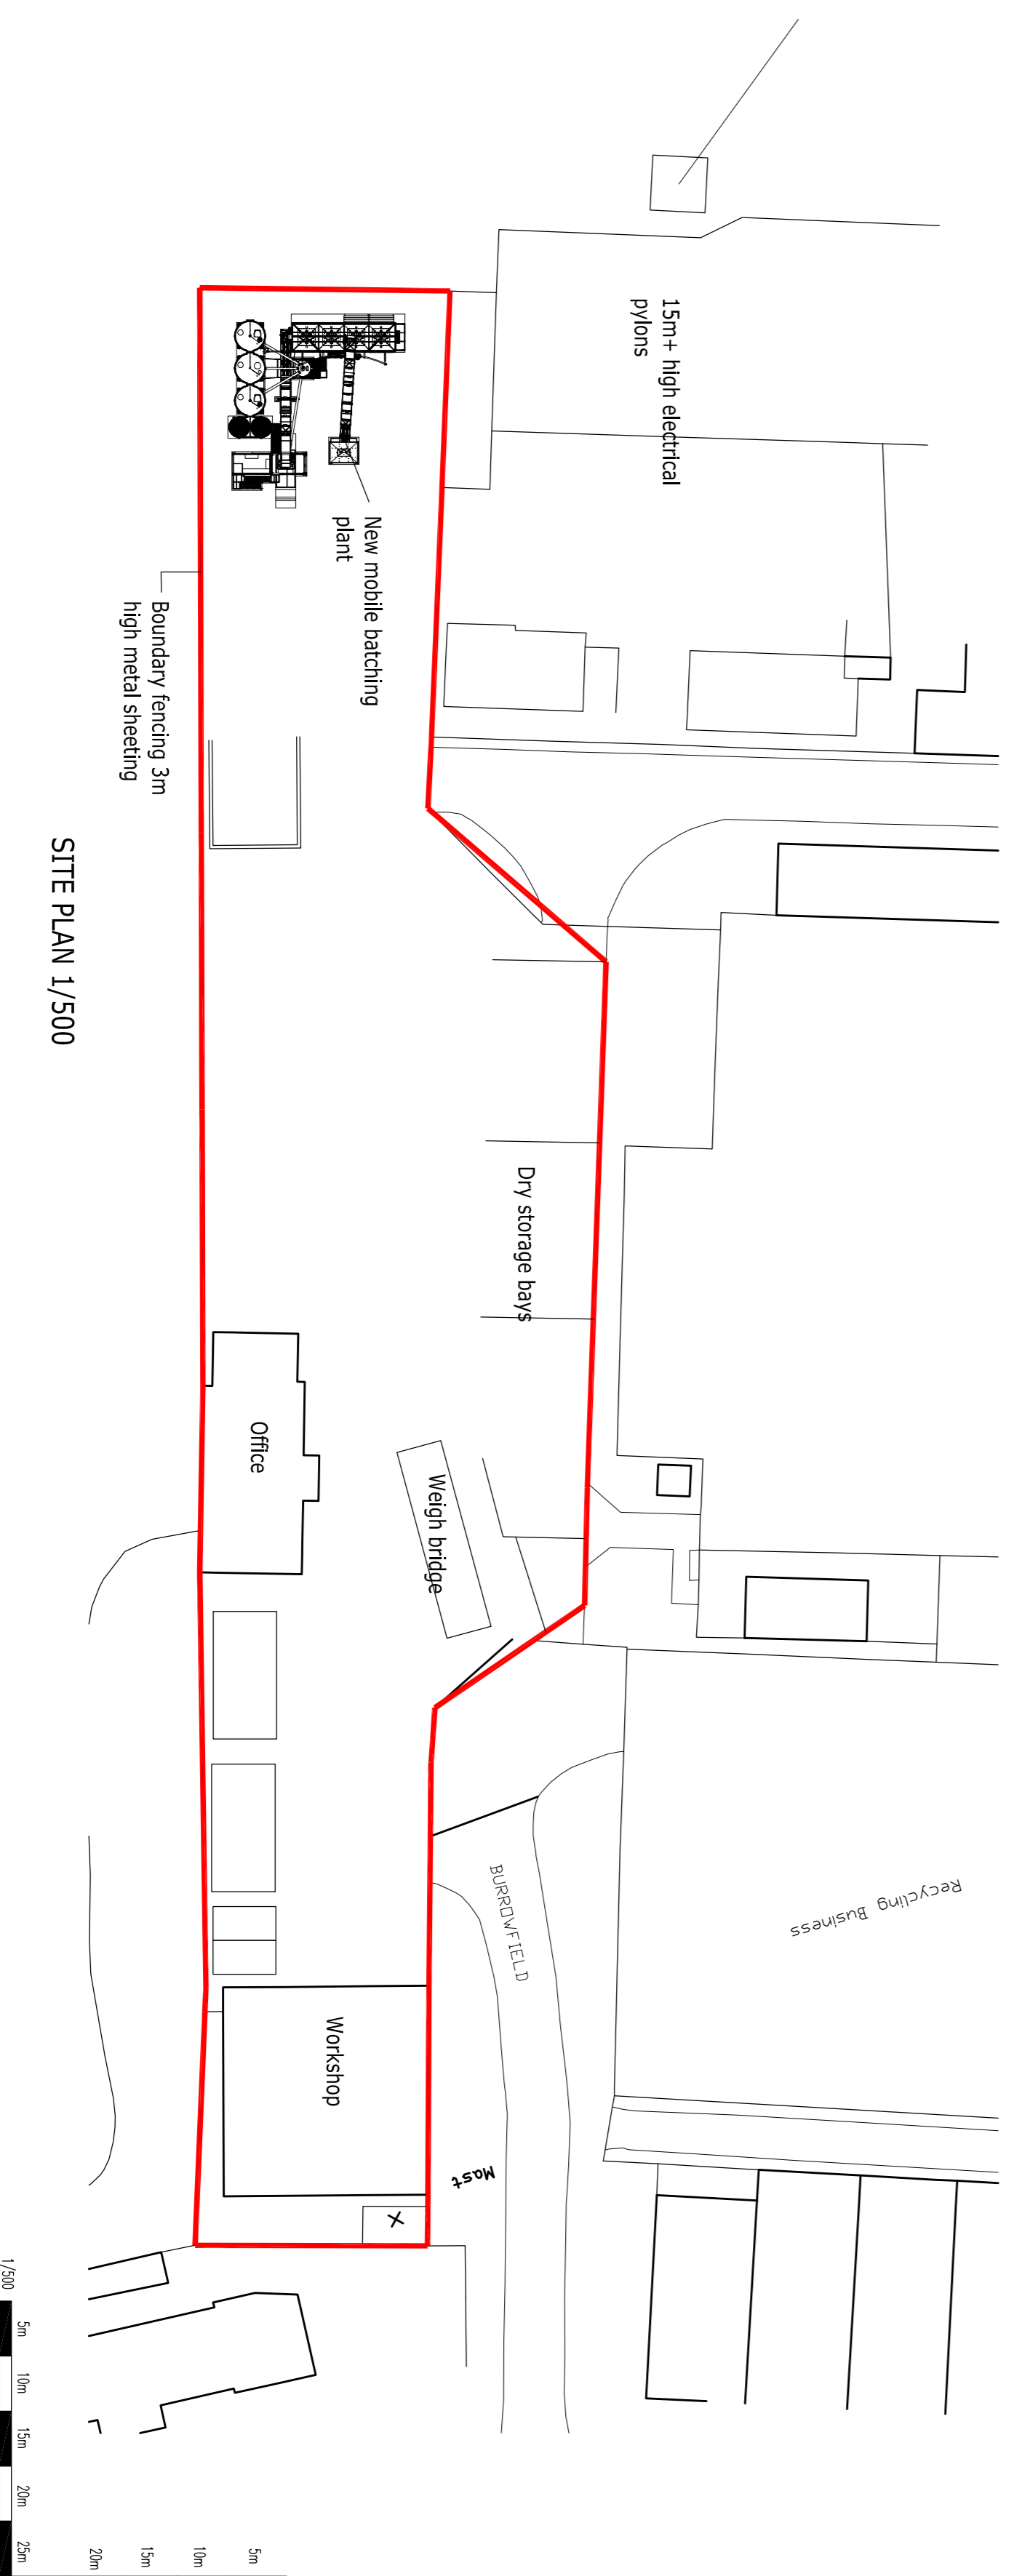 15m+ high electrical
pylons
New mobile batching
plant
Boundary fencing 3m
high metal sheeting
SITE PLAN 1/500
Dry storage bays
Office
Weigh bridge
BURROWFIELD
Recycling Business
Workshop
Mast
X
1/500
5m
10m
15m
20m
25m
5m
10m
15m
20m